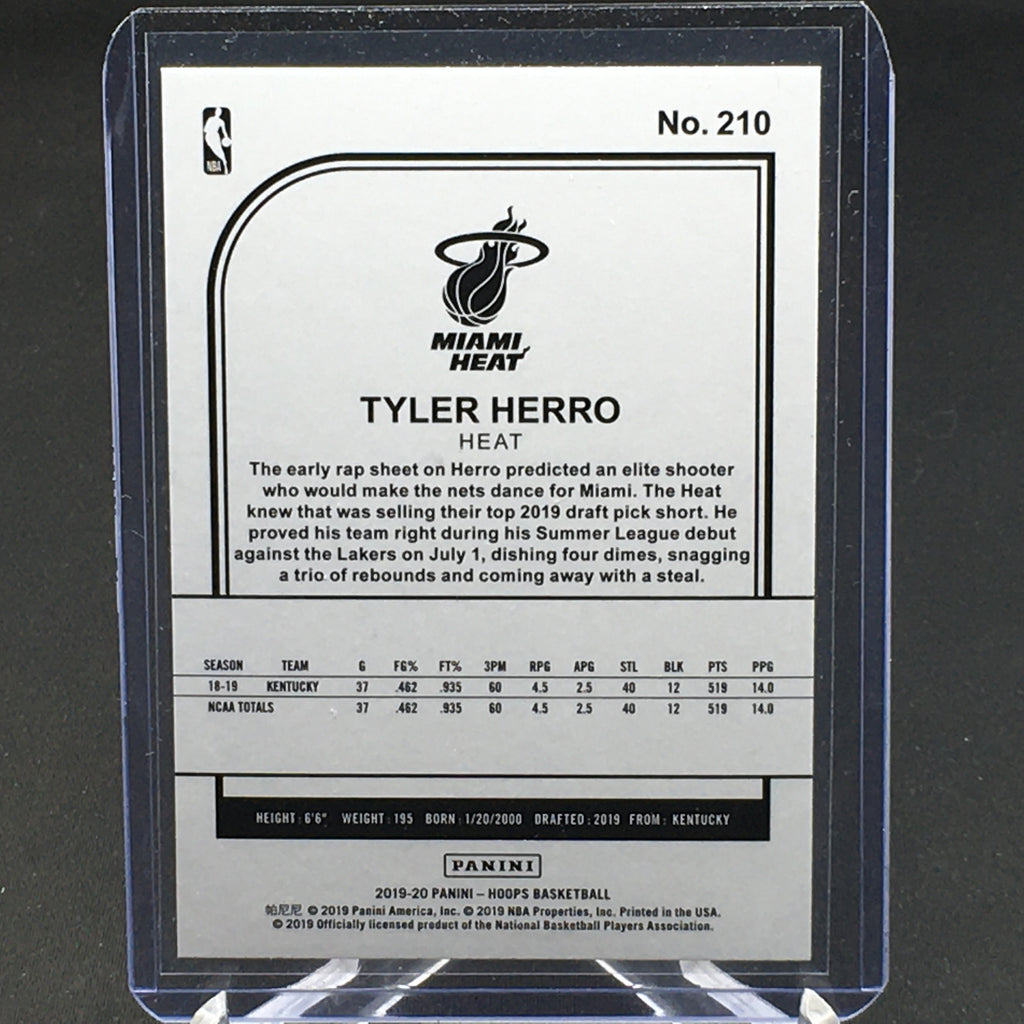 No. 210
NBA
MIAMI
HEAT
TYLER HERRO
HEAT
The early rap sheet on Herro predicted an elite shooter
who would make the nets dance for Miami. The Heat
knew that was selling their top 2019 draft pick short. He
proved his team right during his Summer League debut
against the Lakers on July 1, dishing four dimes, snagging
a trio of rebounds and coming away with a steal.
SEASON TEAM G FG% FT% 3PM RPG APG STL BLK PTS PPG
18-19 KENTUCKY 37 .462 .935 60 4.5 2.5 40 12 519 14.0
NCAA TOTALS 37 .462 .935 60 4.5 2.5 40 12 519 14.0
HEIGHT: 6'6" WEIGHT: 195 BORN: 1/20/2000 DRAFTED: 2019 FROM: KENTUCKY
PANINI
2019-20 PANINI – HOOPS BASKETBALL
帕尼尼 © 2019 Panini America, Inc. © 2019 NBA Properties, Inc. Printed in the USA.
© 2019 Officially licensed product of the National Basketball Players Association.